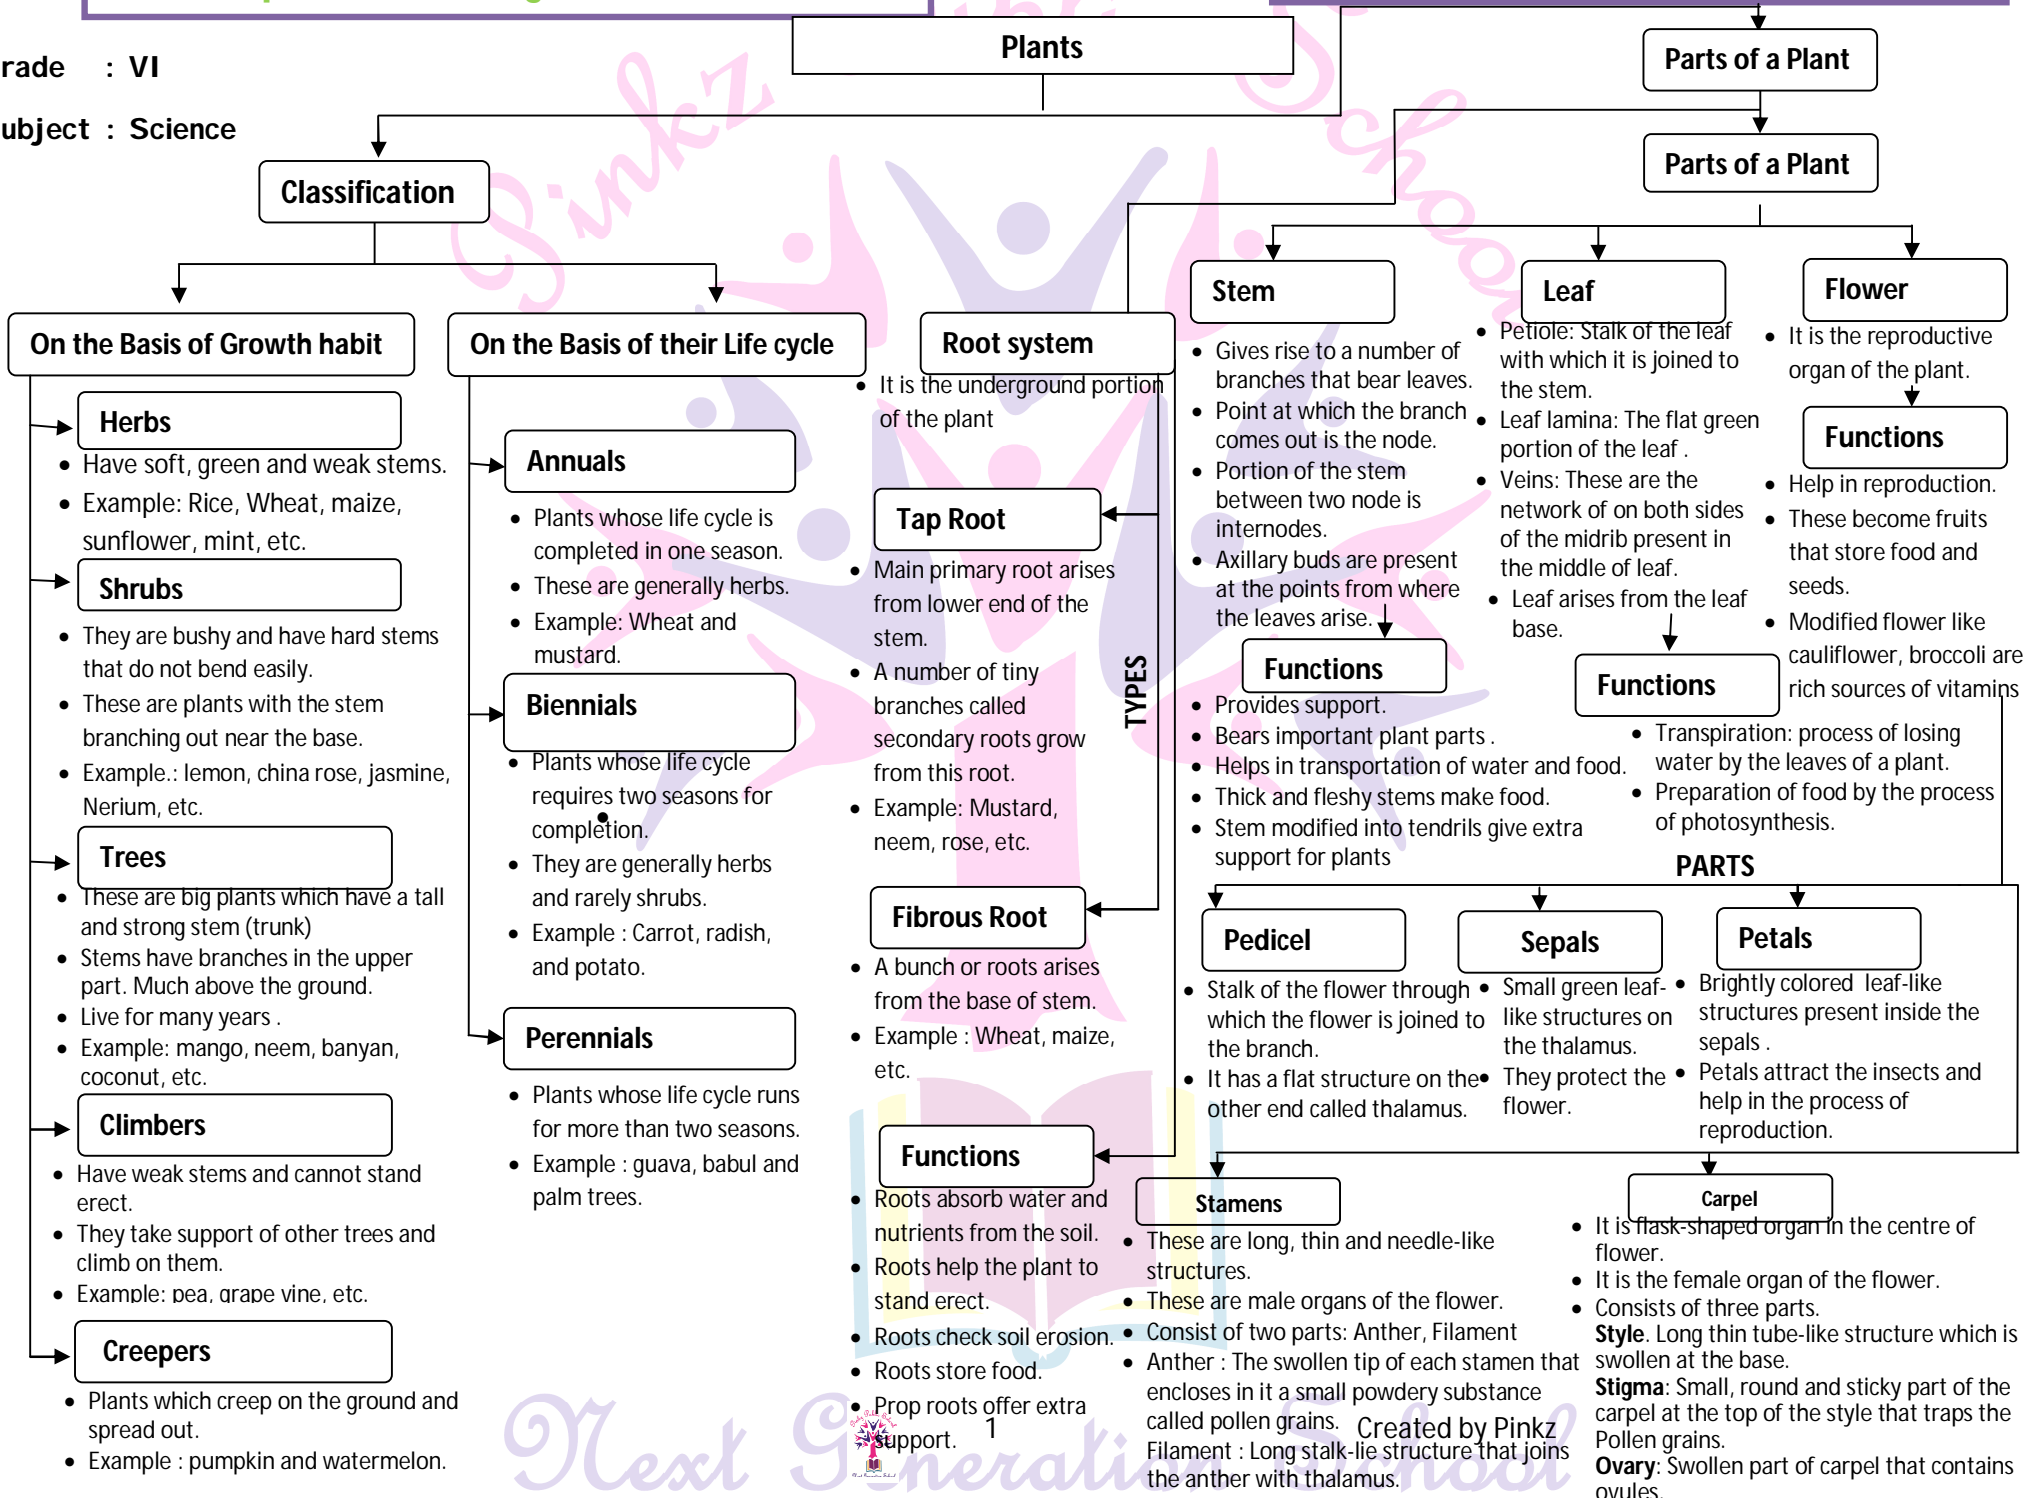 Plants
Parts of a Plant
rade : VI
ubject : Science
Parts of a Plant
Classification
On the Basis of Growth habit
Herbs
Have soft, green and weak stems.
Example: Rice, Wheat, maize,
sunflower, mint, etc.
Shrubs
They are bushy and have hard stems
that do not bend easily.
These are plants with the stem
branching out near the base.
Example.: lemon, china rose, jasmine,
Nerium, etc.
Trees
These are big plants which have a tall
and strong stem (trunk)
Stems have branches in the upper
part. Much above the ground.
Live for many years .
Example: mango, neem, banyan,
coconut, etc.
Climbers
Have weak stems and cannot stand
erect.
They take support of other trees and
climb on them.
Example: pea, grape vine, etc.
Creepers
Plants which creep on the ground and
spread out.
Example : pumpkin and watermelon.
On the Basis of their Life cycle
Annuals
Plants whose life cycle is
completed in one season.
These are generally herbs.
Example: Wheat and
mustard.
Biennials
Plants whose life cycle
requires two seasons for
completion.
They are generally herbs
and rarely shrubs.
Example : Carrot, radish,
and potato.
Perennials
Plants whose life cycle runs
for more than two seasons.
Example : guava, babul and
palm trees.
Root system
It is the underground portion
of the plant
TYPES
Tap Root
Main primary root arises
from lower end of the
stem.
A number of tiny
branches called
secondary roots grow
from this root.
Example: Mustard,
neem, rose, etc.
Fibrous Root
A bunch or roots arises
from the base of stem.
Example : Wheat, maize,
etc.
Functions
Roots absorb water and
nutrients from the soil.
Roots help the plant to
stand erect.
Roots check soil erosion.
Roots store food.
Prop roots offer extra
support.
Stem
Gives rise to a number of
branches that bear leaves.
Point at which the branch
comes out is the node.
Portion of the stem
between two node is
internodes.
Axillary buds are present
at the points from where
the leaves arise.
Functions
Provides support.
Bears important plant parts .
Helps in transportation of water and food.
Thick and fleshy stems make food.
Stem modified into tendrils give extra
support for plants
Leaf
Petiole: Stalk of the leaf
with which it is joined to
the stem.
Leaf lamina: The flat green
portion of the leaf .
Veins: These are the
network of on both sides
of the midrib present in
the middle of leaf.
Leaf arises from the leaf
base.
Functions
Transpiration: process of losing
water by the leaves of a plant.
Preparation of food by the process
of photosynthesis.
Flower
It is the reproductive
organ of the plant.
Functions
Help in reproduction.
These become fruits
that store food and
seeds.
Modified flower like
cauliflower, broccoli are
rich sources of vitamins
PARTS
Pedicel
Stalk of the flower through
which the flower is joined to
the branch.
It has a flat structure on the
other end called thalamus.
Sepals
Small green leaf-
like structures on
the thalamus.
They protect the
flower.
Petals
Brightly colored leaf-like
structures present inside the
sepals .
Petals attract the insects and
help in the process of
reproduction.
Stamens
These are long, thin and needle-like
structures.
These are male organs of the flower.
Consist of two parts: Anther, Filament
Anther : The swollen tip of each stamen that
encloses in it a small powdery substance
called pollen grains.
Filament : Long stalk-lie structure that joins
the anther with thalamus.
Carpel
It is flask-shaped organ in the centre of
flower.
It is the female organ of the flower.
Consists of three parts.
Style. Long thin tube-like structure which is
swollen at the base.
Stigma: Small, round and sticky part of the
carpel at the top of the style that traps the
Pollen grains.
Ovary: Swollen part of carpel that contains
ovules.
1
Created by Pinkz
Pinkz
School
Next Generation School